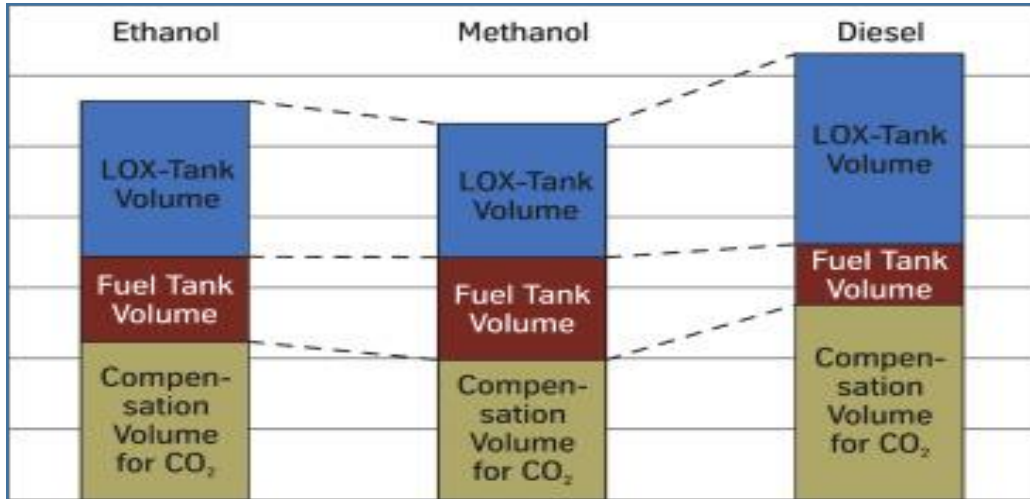 Ethanol
Methanol
Diesel
LOX-Tank
Volume
Fuel Tank
Volume
Compen-
sation
Volume
for CO₂
LOX-Tank
Volume
Fuel Tank
Volume
Compen-
sation
Volume
for CO₂
LOX-Tank
Volume
Fuel Tank
Volume
Compen-
sation
Volume
for CO₂